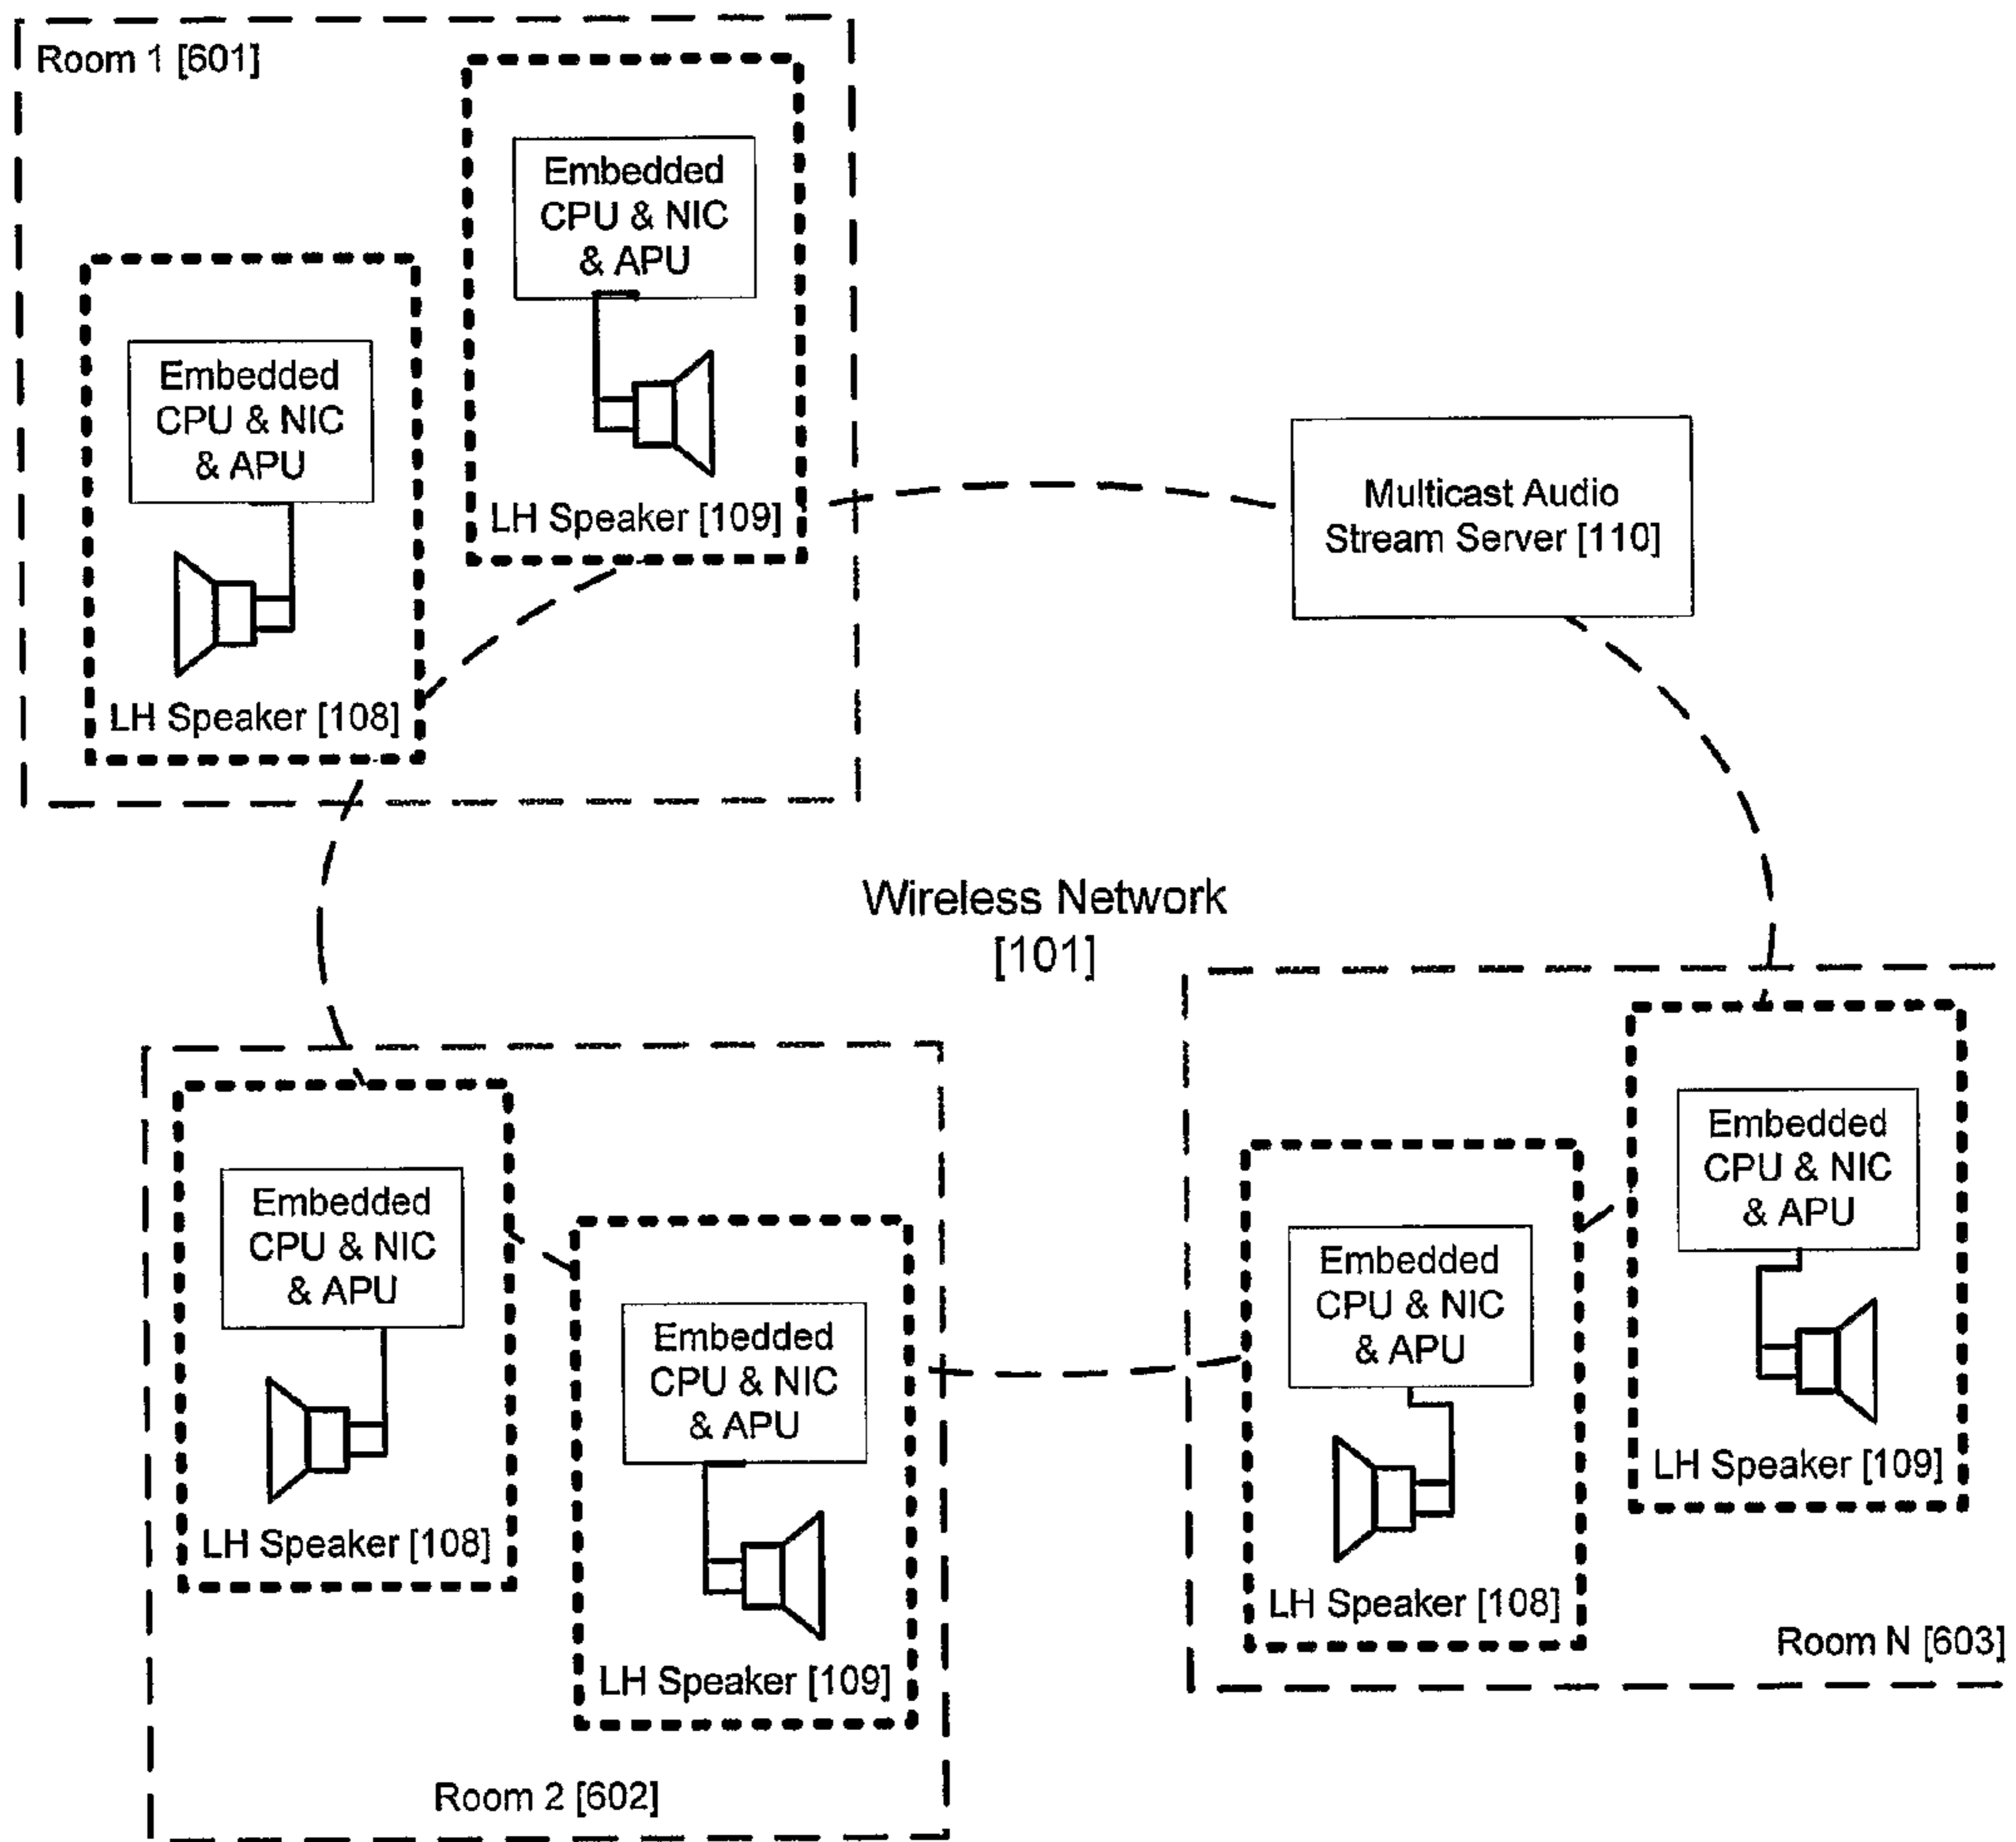 Room 1 [601]
Embedded
CPU & NIC
& APU
LH Speaker [109]
Embedded
CPU & NIC
& APU
LH Speaker [108]
Multicast Audio
Stream Server [110]
Wireless Network
[101]
Embedded
CPU & NIC
& APU
LH Speaker [108]
Embedded
CPU & NIC
& APU
LH Speaker [109]
Room 2 [602]
Embedded
CPU & NIC
& APU
LH Speaker [109]
Embedded
CPU & NIC
& APU
LH Speaker [108]
Room N [603]